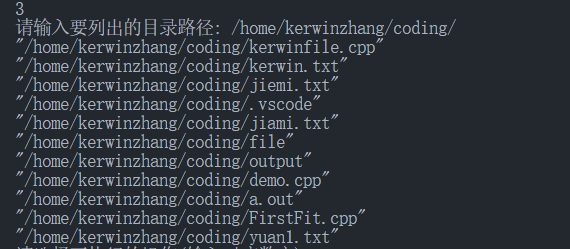 3
请输入要列出的目录路径: /home/kerwinzhang/coding/
"/home/kerwinzhang/coding/kerwinfile.cpp"
"/home/kerwinzhang/coding/kerwin.txt"
"/home/kerwinzhang/coding/jiemi.txt"
"/home/kerwinzhang/coding/.vscode"
"/home/kerwinzhang/coding/jiami.txt"
"/home/kerwinzhang/coding/file"
"/home/kerwinzhang/coding/output"
"/home/kerwinzhang/coding/demo.cpp"
"/home/kerwinzhang/coding/a.out"
"/home/kerwinzhang/coding/FirstFit.cpp"
"/home/kerwinzhang/coding/yuan1.txt"